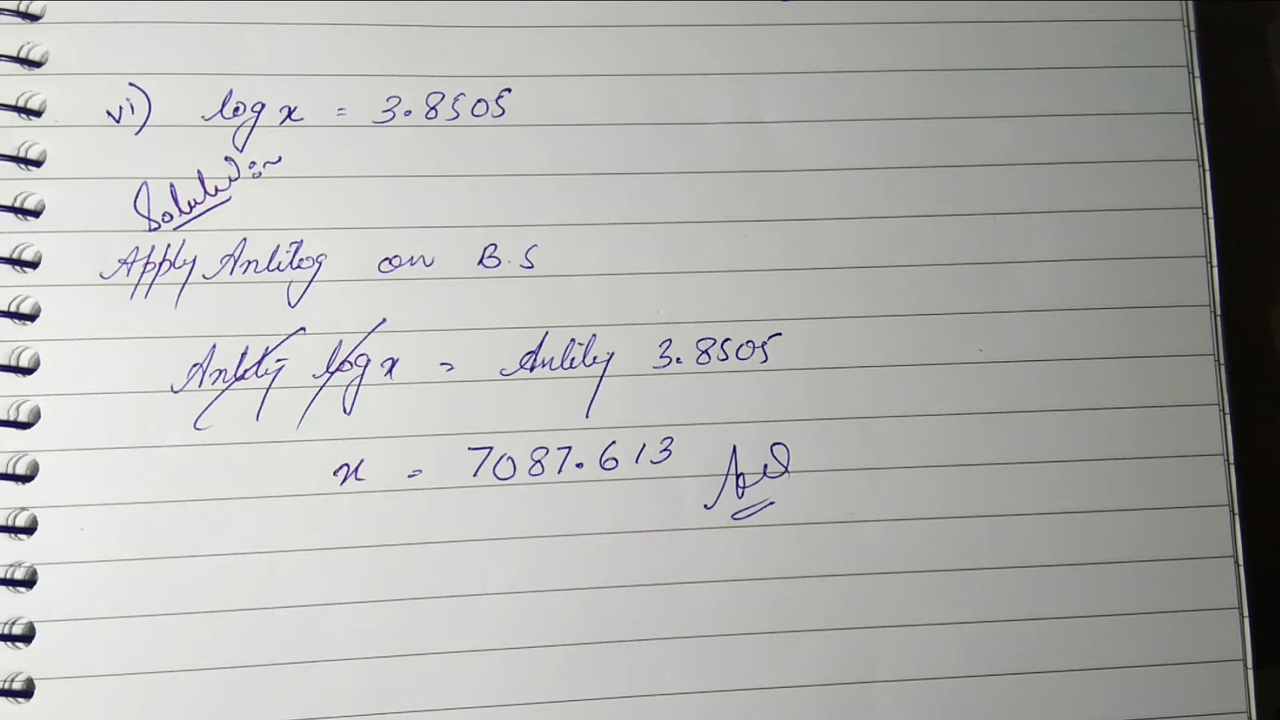 vi) log x = 3.8505
Solution:~
Apply Antilog on B.S
Antilog log x = Antilog 3.8505
x = 7087.613 Ans